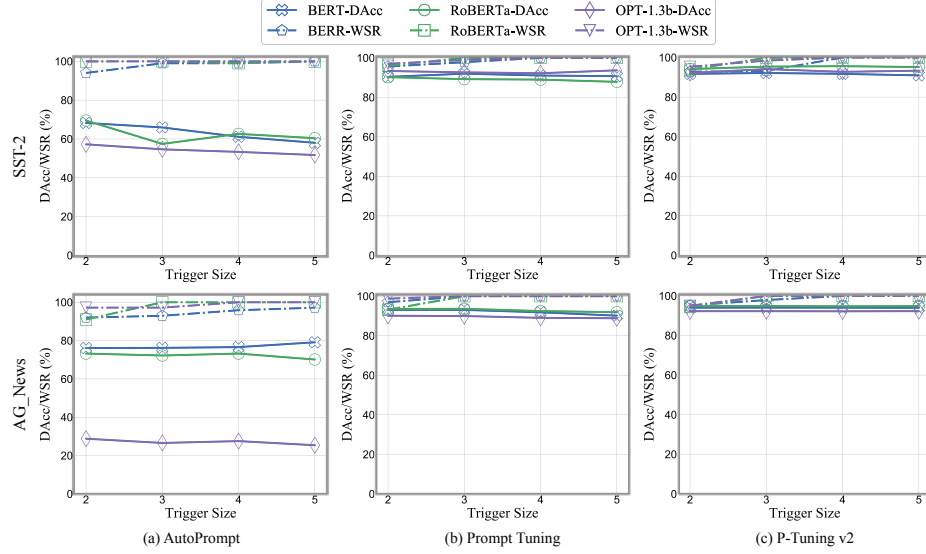 BERT-DAcc RoBERTa-DAcc OPT-1.3b-DAcc
BERR-WSR RoBERTa-WSR OPT-1.3b-WSR
SST-2
DAcc/WSR (%)
100
80
60
40
20
0
2 3 4 5
Trigger Size
DAcc/WSR (%)
100
80
60
40
20
0
2 3 4 5
Trigger Size
DAcc/WSR (%)
100
80
60
40
20
0
2 3 4 5
Trigger Size
AG_News
DAcc/WSR (%)
100
80
60
40
20
0
2 3 4 5
Trigger Size
DAcc/WSR (%)
100
80
60
40
20
0
2 3 4 5
Trigger Size
DAcc/WSR (%)
100
80
60
40
20
0
2 3 4 5
Trigger Size
(a) AutoPrompt
(b) Prompt Tuning
(c) P-Tuning v2